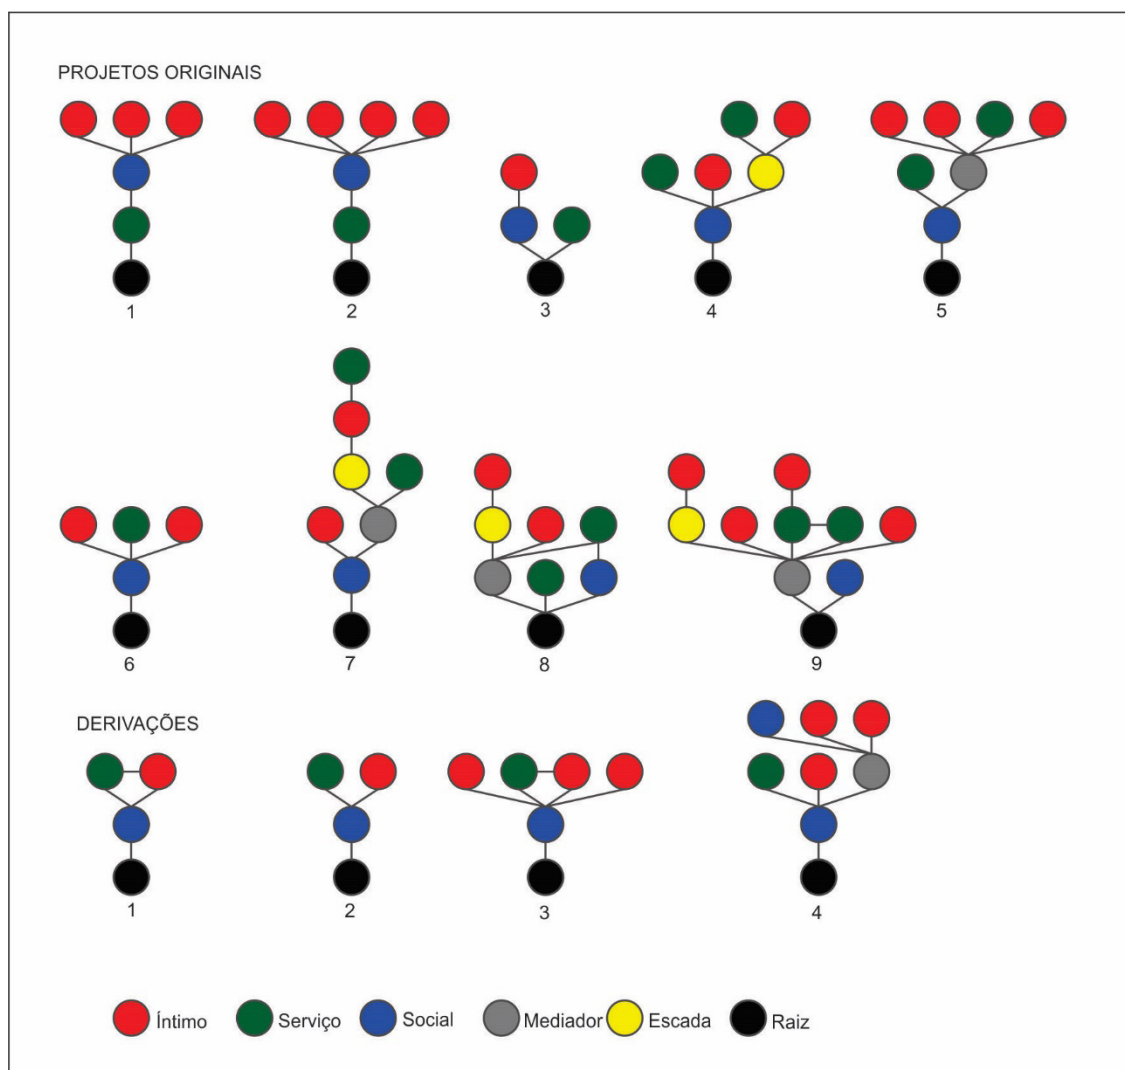 PROJETOS ORIGINAIS
1 2 3 4 5
6 7 8 9
DERIVAÇÕES
1 2 3 4
Íntimo Serviço Social Mediador Escada Raiz